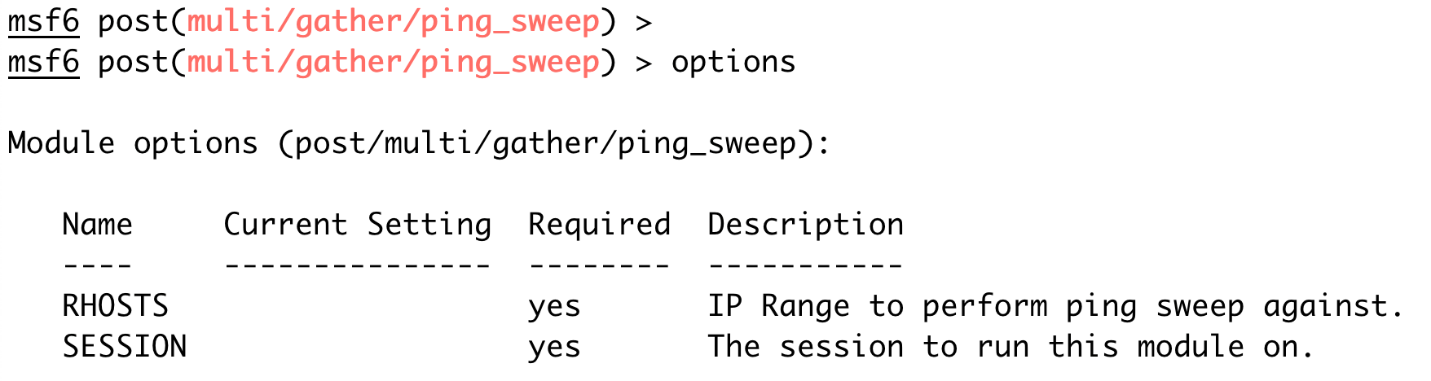 msf6 post(multi/gather/ping_sweep) >
msf6 post(multi/gather/ping_sweep) > options
Module options (post/multi/gather/ping_sweep):
Name Current Setting Required Description
---- --------------- -------- -----------
RHOSTS yes IP Range to perform ping sweep against.
SESSION yes The session to run this module on.